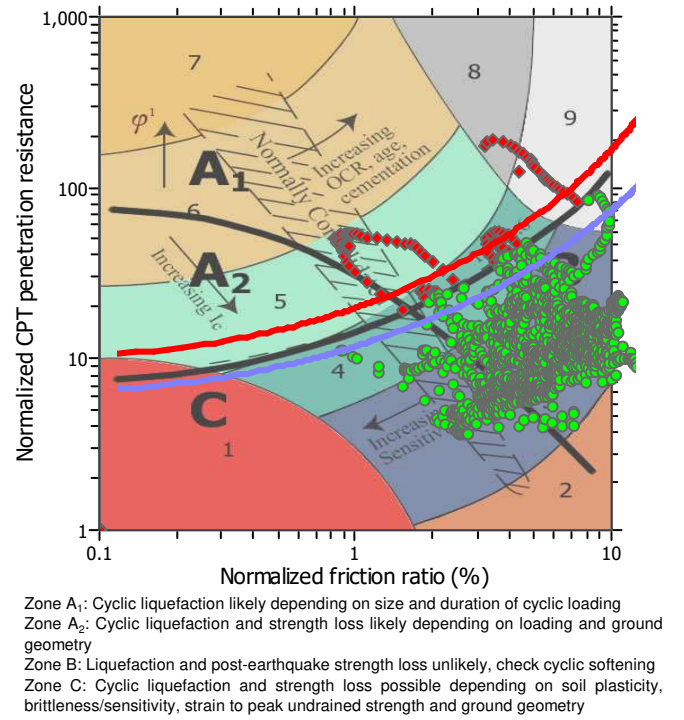 1,000
7
8
9
φ¹
Increasing
OCR, age,
cementation
A₁
100
6
A₂
Increasing Ic
5
10
4
C
1
Increasing
Sensitivity
2
1
0.1
1
10
Normalized CPT penetration resistance
Normalized friction ratio (%)
Zone A₁: Cyclic liquefaction likely depending on size and duration of cyclic loading
Zone A₂: Cyclic liquefaction and strength loss likely depending on loading and ground
geometry
Zone B: Liquefaction and post-earthquake strength loss unlikely, check cyclic softening
Zone C: Cyclic liquefaction and strength loss possible depending on soil plasticity,
brittleness/sensitivity, strain to peak undrained strength and ground geometry